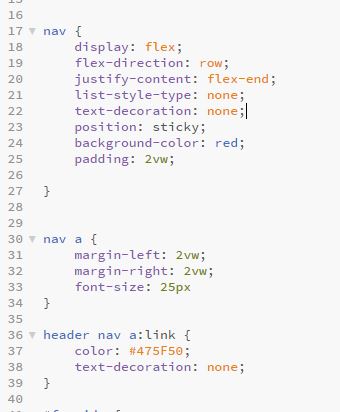 16
17 nav {
18 display: flex;
19 flex-direction: row;
20 justify-content: flex-end;
21 list-style-type: none;
22 text-decoration: none;
23 position: sticky;
24 background-color: red;
25 padding: 2vw;
26
27 }
28
29
30 nav a {
31 margin-left: 2vw;
32 margin-right: 2vw;
33 font-size: 25px
34 }
35
36 header nav a:link {
37 color: #475F50;
38 text-decoration: none;
39 }
40